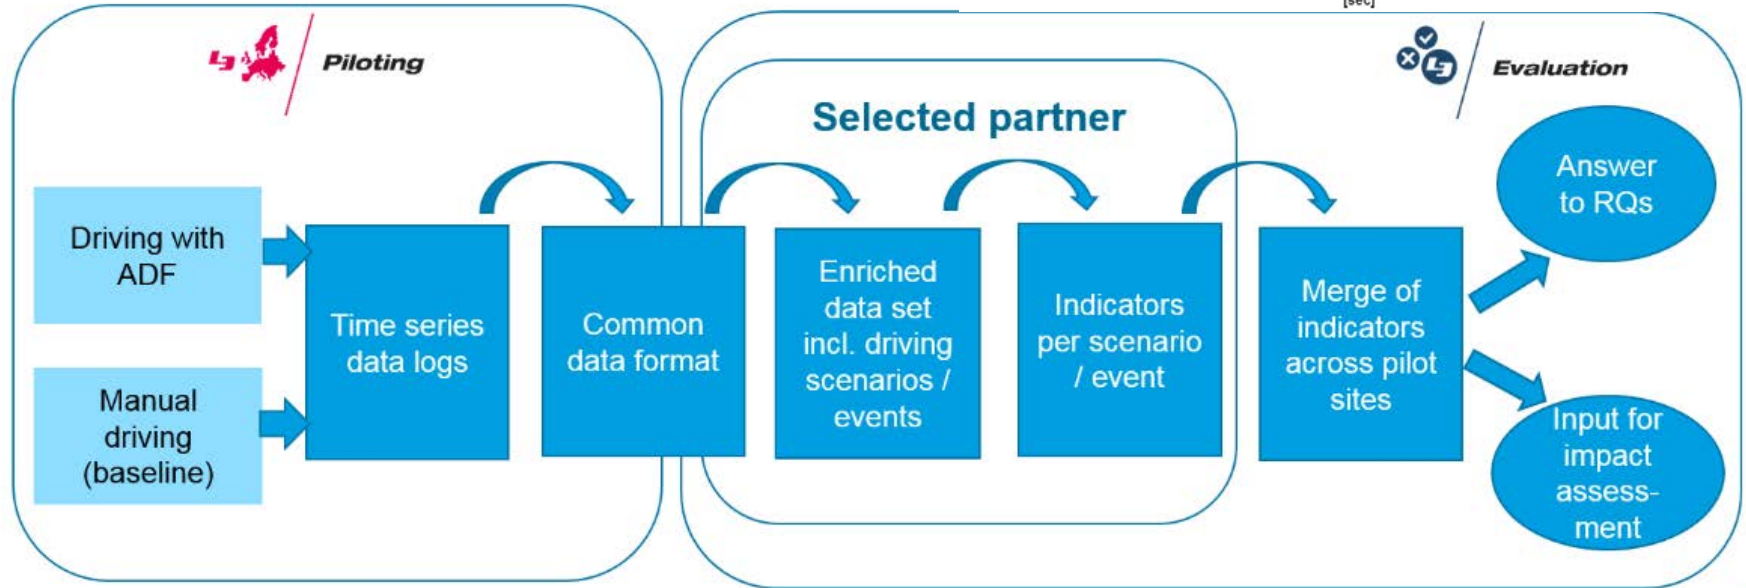 [sec]
L3
Piloting
L3
Evaluation
Selected partner
Driving with
ADF
Manual
driving
(baseline)
Time series
data logs
Common
data format
Enriched
data set
incl. driving
scenarios /
events
Indicators
per scenario
/ event
Merge of
indicators
across pilot
sites
Answer
to RQs
Input for
impact
assess-
ment